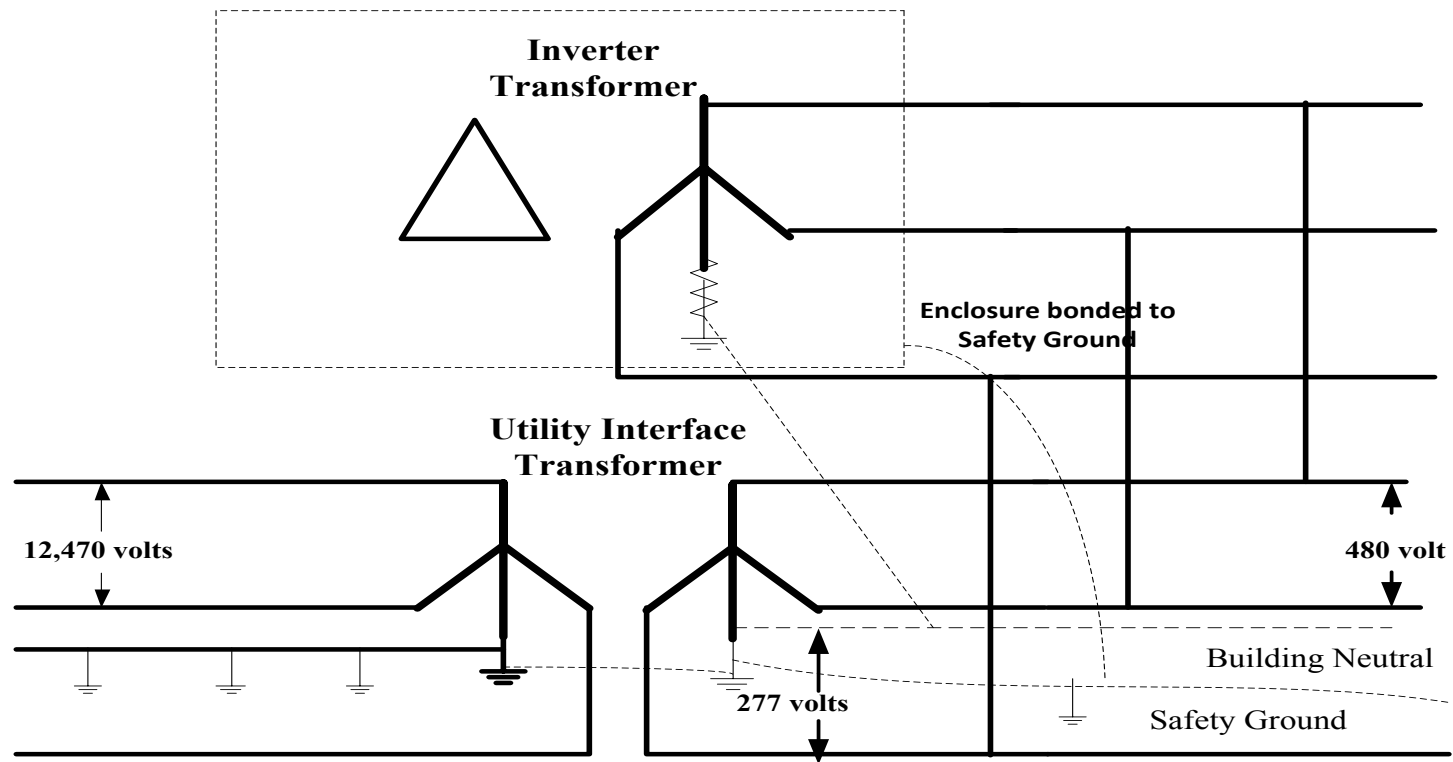 Inverter
Transformer
Enclosure bonded to
Safety Ground
Utility Interface
Transformer
12,470 volts
480 volt
Building Neutral
277 volts
Safety Ground